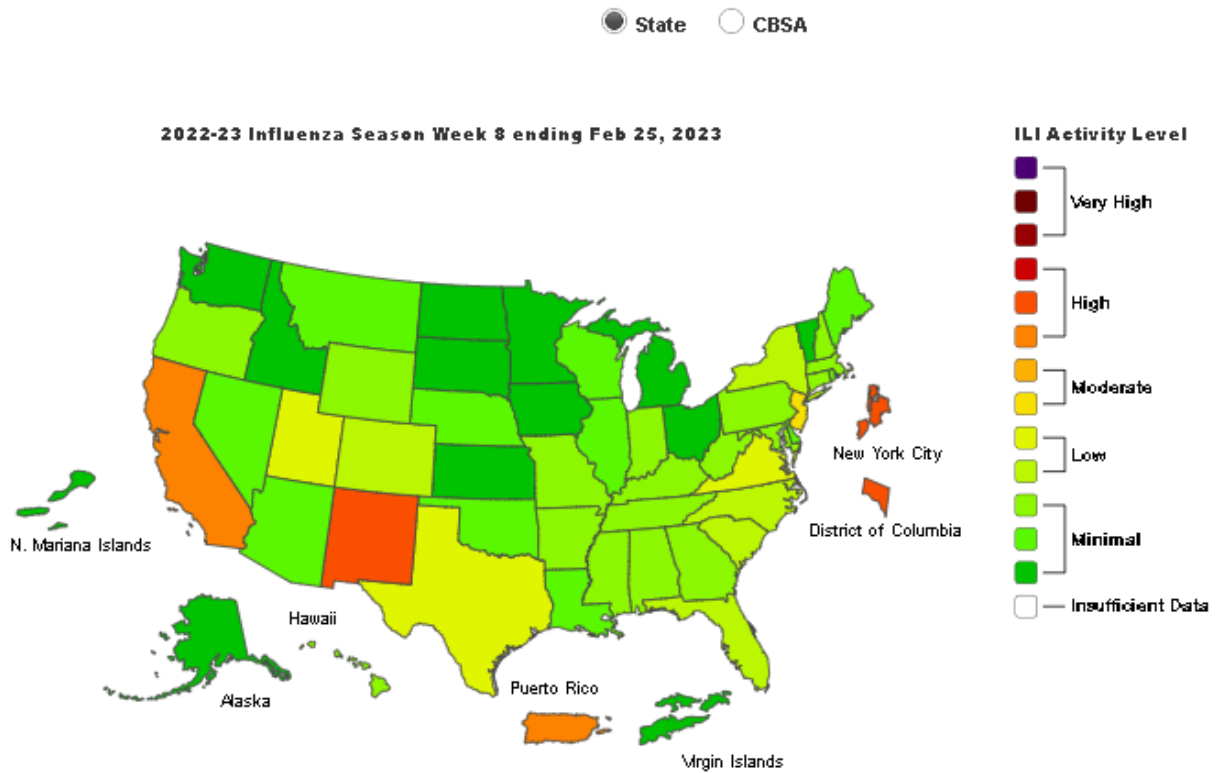 State CBSA
2022-23 Influenza Season Week 8 ending Feb 25, 2023
ILI Activity Level
Very High
High
Moderate
Low
Minimal
Insufficient Data
New York City
District of Columbia
N. Mariana Islands
Hawaii
Alaska
Puerto Rico
Virgin Islands